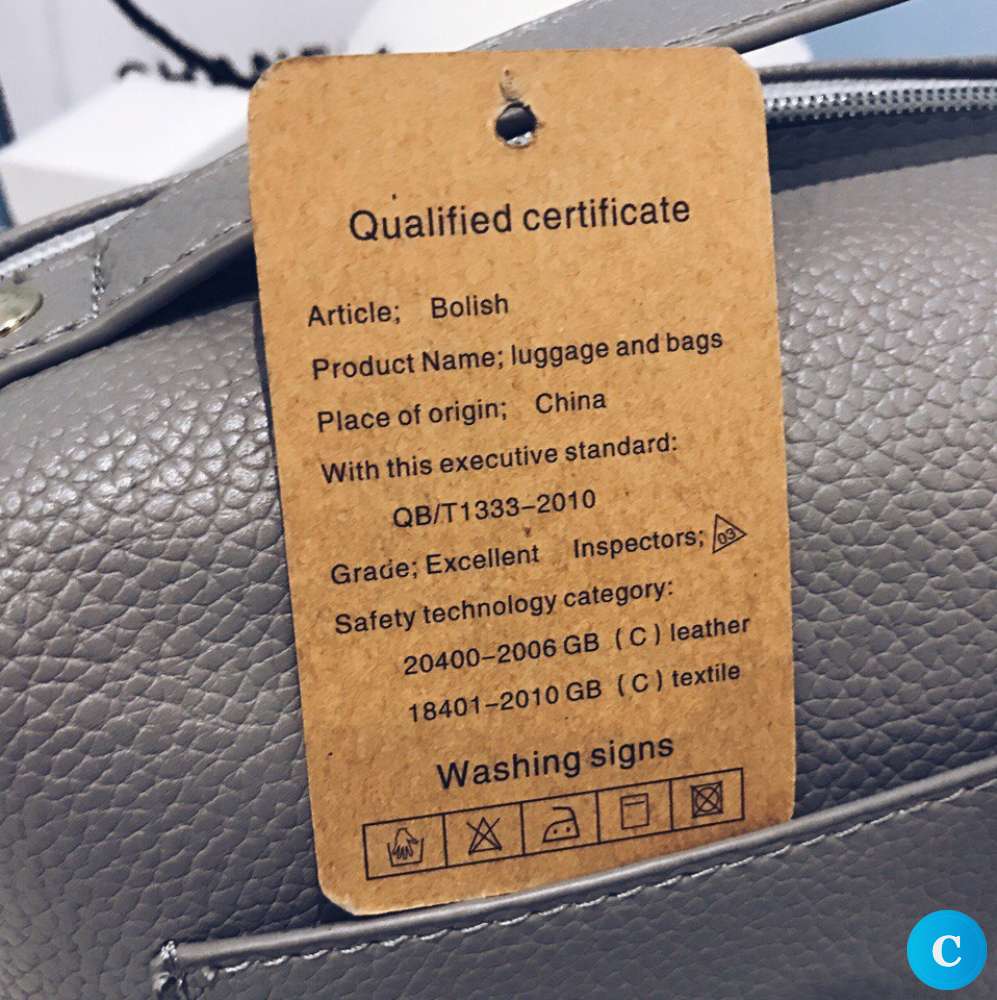 CHANEL
Qualified certificate
Article; Bolish
Product Name; luggage and bags
Place of origin; China
With this executive standard:
QB/T1333-2010
Grade; Excellent Inspectors; 03
Safety technology category:
20400-2006 GB (C) leather
18401-2010 GB (C) textile
Washing signs
C